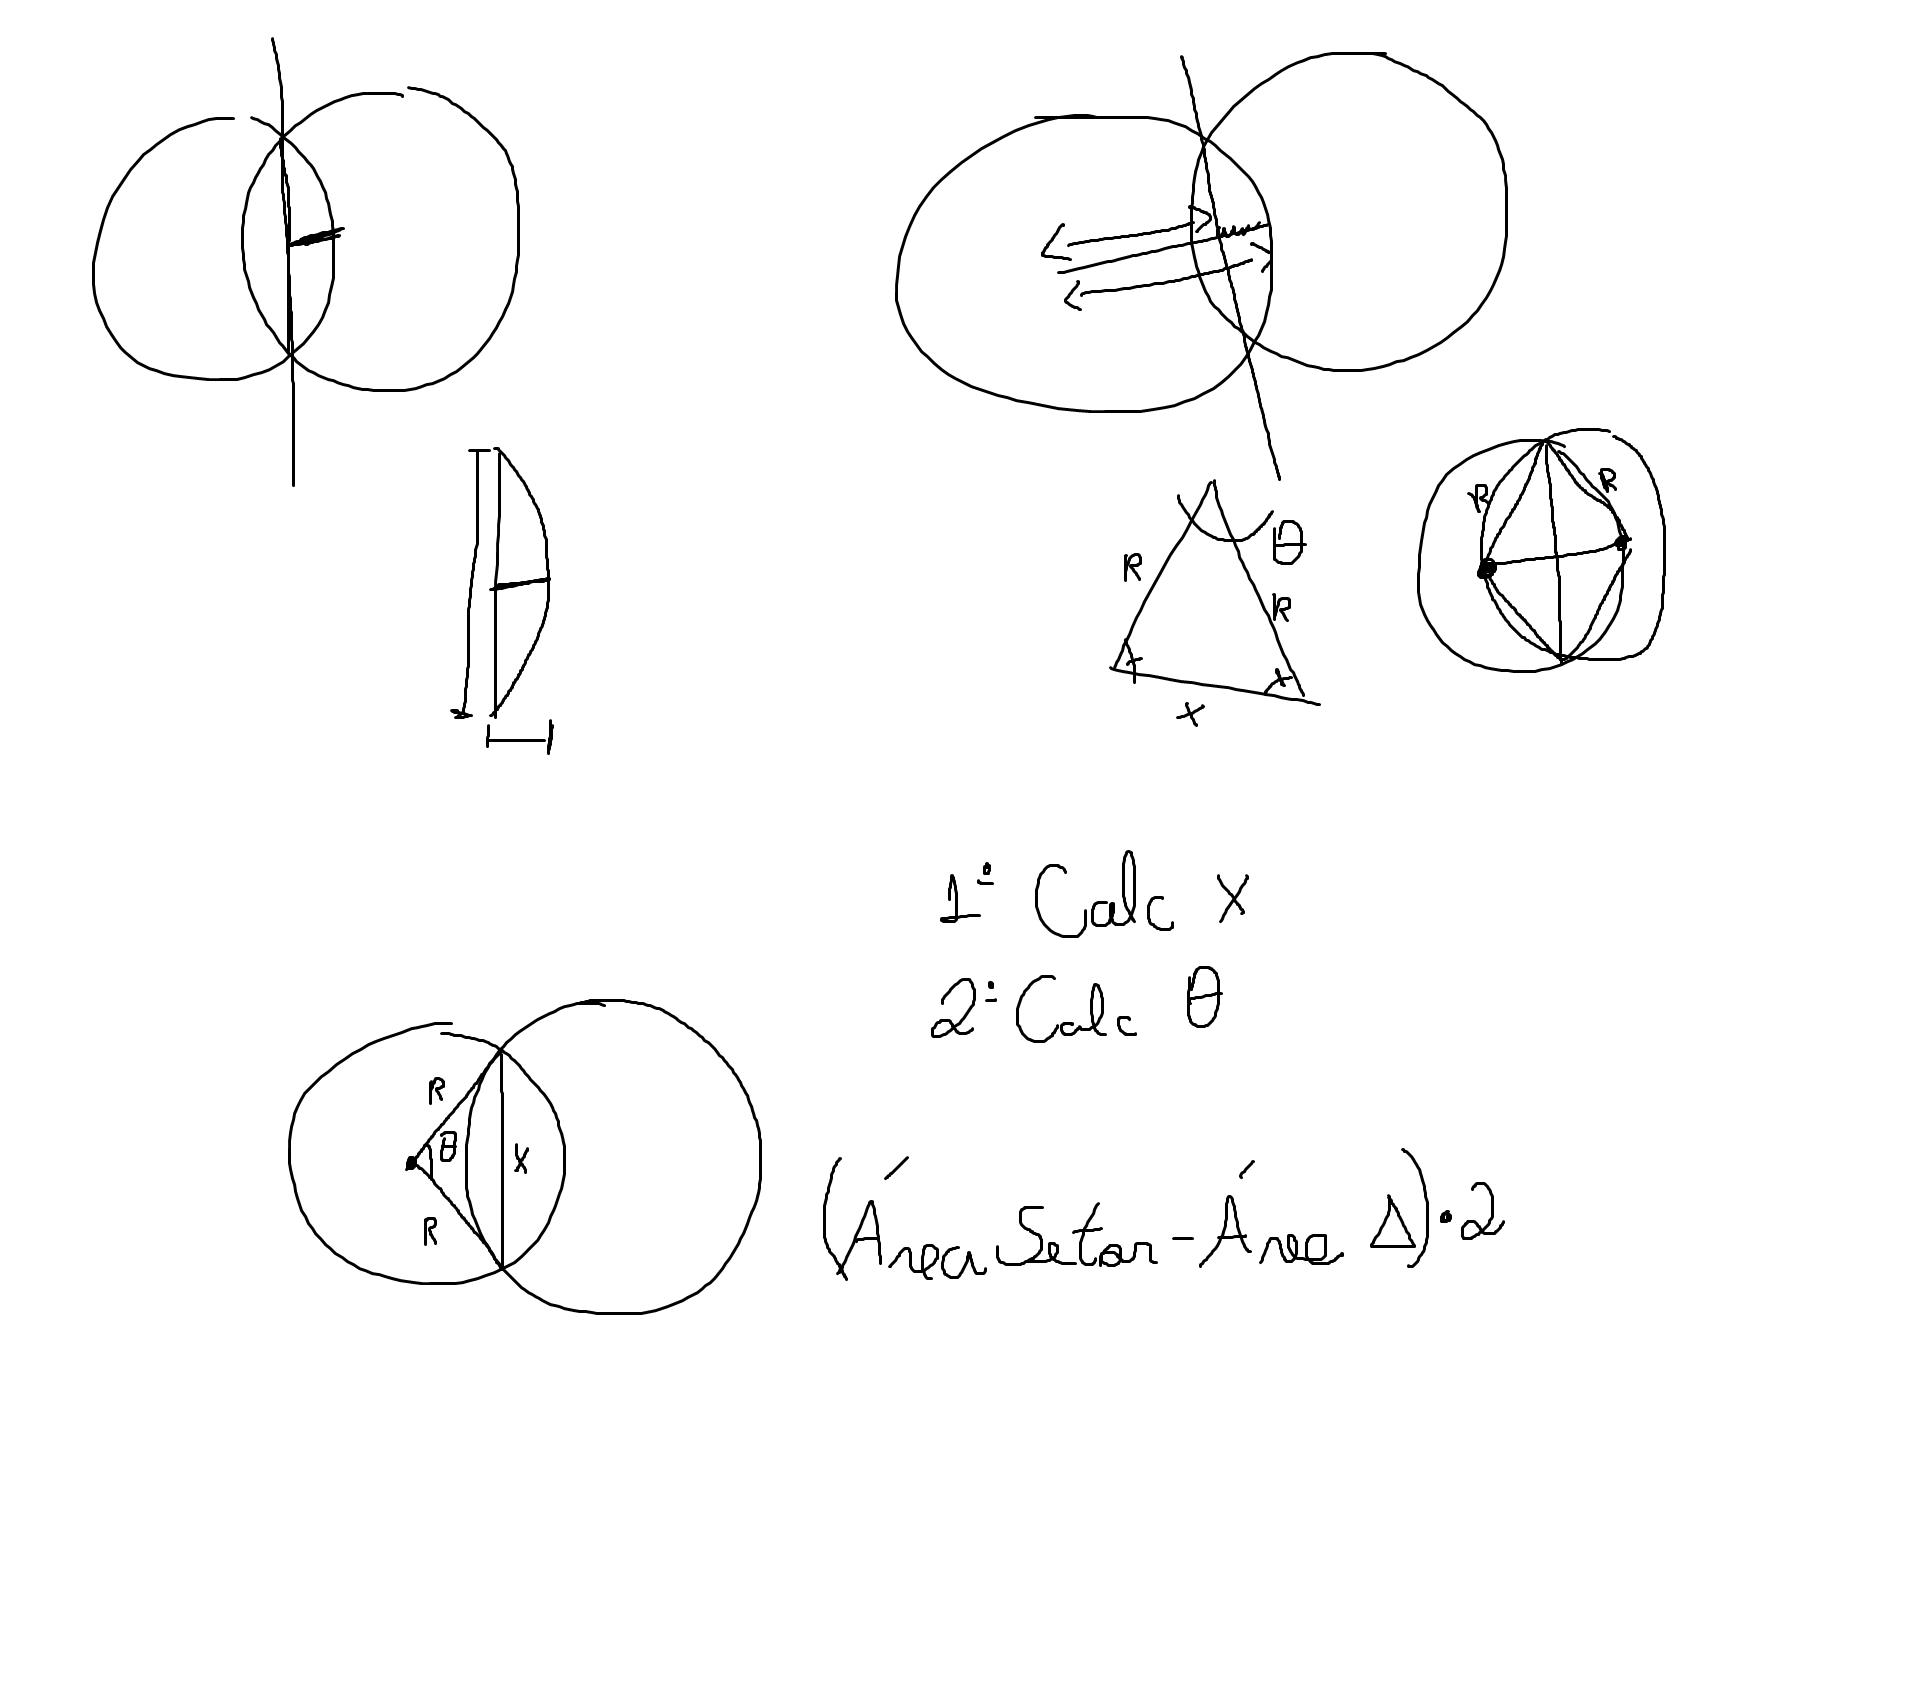 R
R
R
θ
R
x
x
x
1º Calc x
2º Calc θ
R
θ
x
R
(Área Setor - Área Δ) • 2